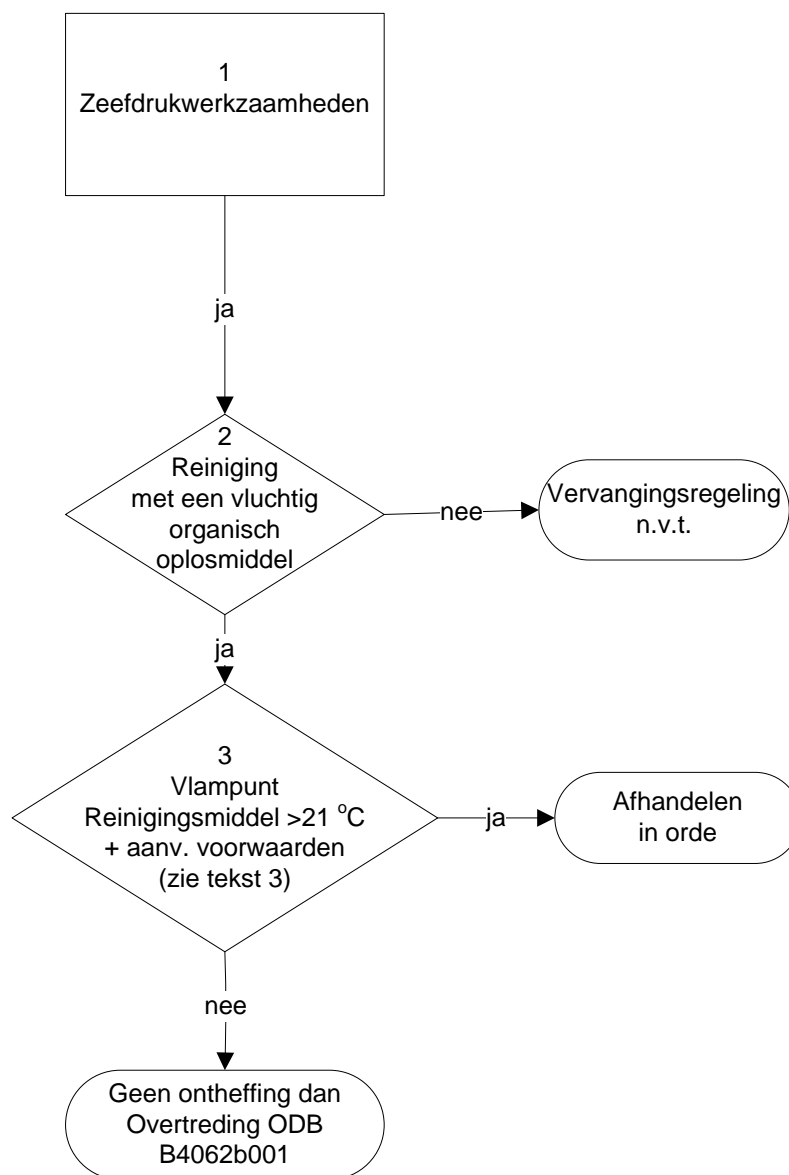 1
Zeefdrukwerkzaamheden
ja
2
Reiniging
met een vluchtig
organisch
oplosmiddel
nee
Vervangingsregeling
n.v.t.
ja
3
Vlampunt
Reinigingsmiddel >21 °C
+ aanv. voorwaarden
(zie tekst 3)
ja
Afhandelen
in orde
nee
Geen ontheffing dan
Overtreding ODB
B4062b001